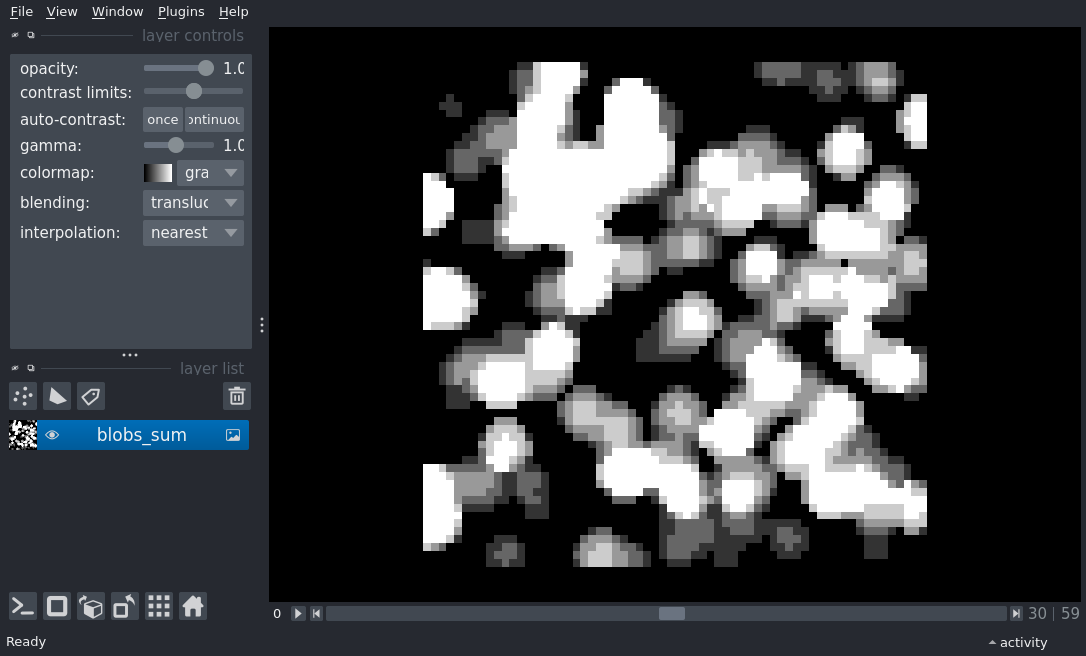 File View Window Plugins Help
layer controls
opacity: 1.0
contrast limits:
auto-contrast: once ontinuou
gamma: 1.0
colormap: gra
blending: transluc
interpolation: nearest
layer list
blobs_sum
0 30 | 59
Ready activity